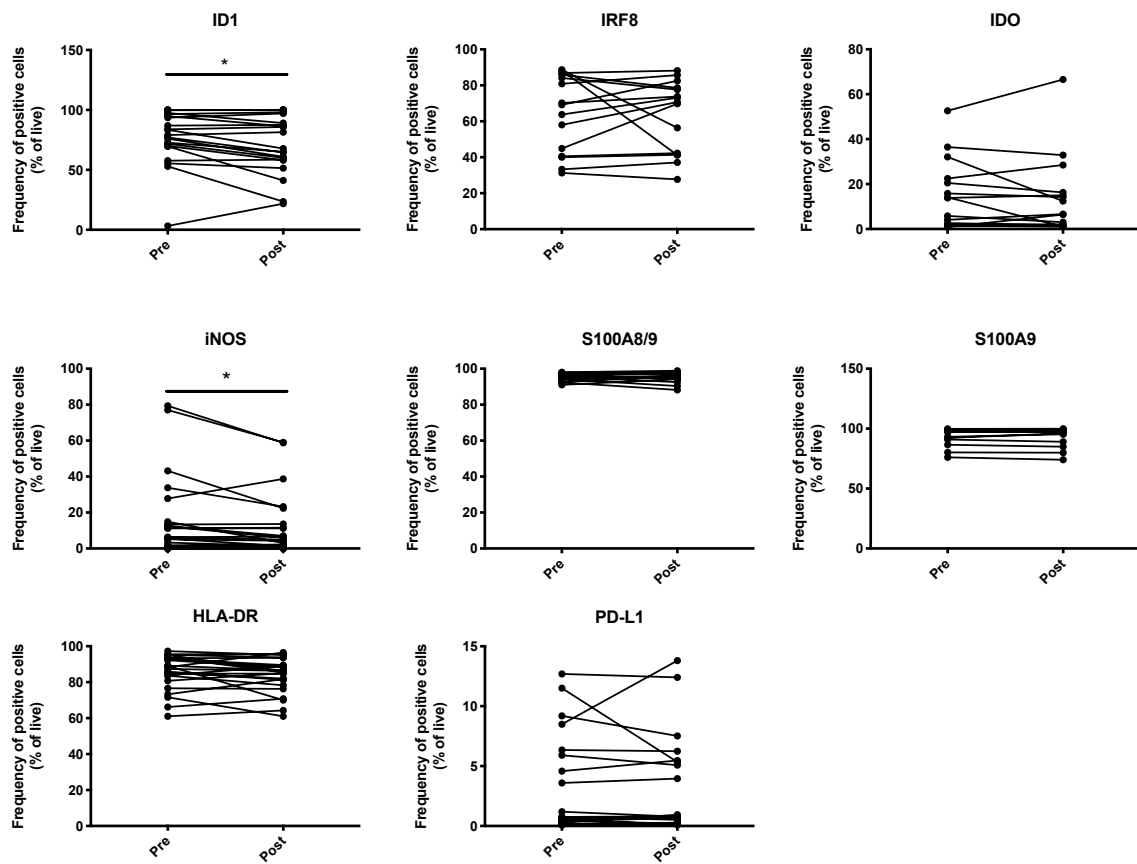 ID1
Frequency of positive cells
(% of live)
150
100
50
0
*
Pre
Post
IRF8
Frequency of positive cells
(% of live)
100
80
60
40
20
0
Pre
Post
IDO
Frequency of positive cells
(% of live)
80
60
40
20
0
Pre
Post
iNOS
Frequency of positive cells
(% of live)
100
80
60
40
20
0
*
Pre
Post
S100A8/9
Frequency of positive cells
(% of live)
100
80
60
40
20
0
Pre
Post
S100A9
Frequency of positive cells
(% of live)
150
100
50
0
Pre
Post
HLA-DR
Frequency of positive cells
(% of live)
100
80
60
40
20
0
Pre
Post
PD-L1
Frequency of positive cells
(% of live)
15
10
5
0
Pre
Post